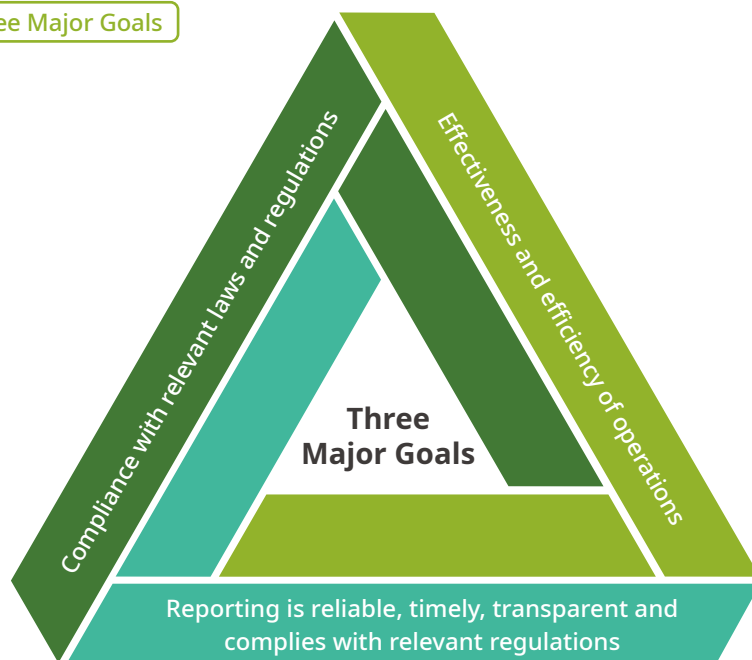 ee Major Goals
Compliance with relevant laws and regulations
Effectiveness and efficiency of operations
Three
Major Goals
Reporting is reliable, timely, transparent and
complies with relevant regulations